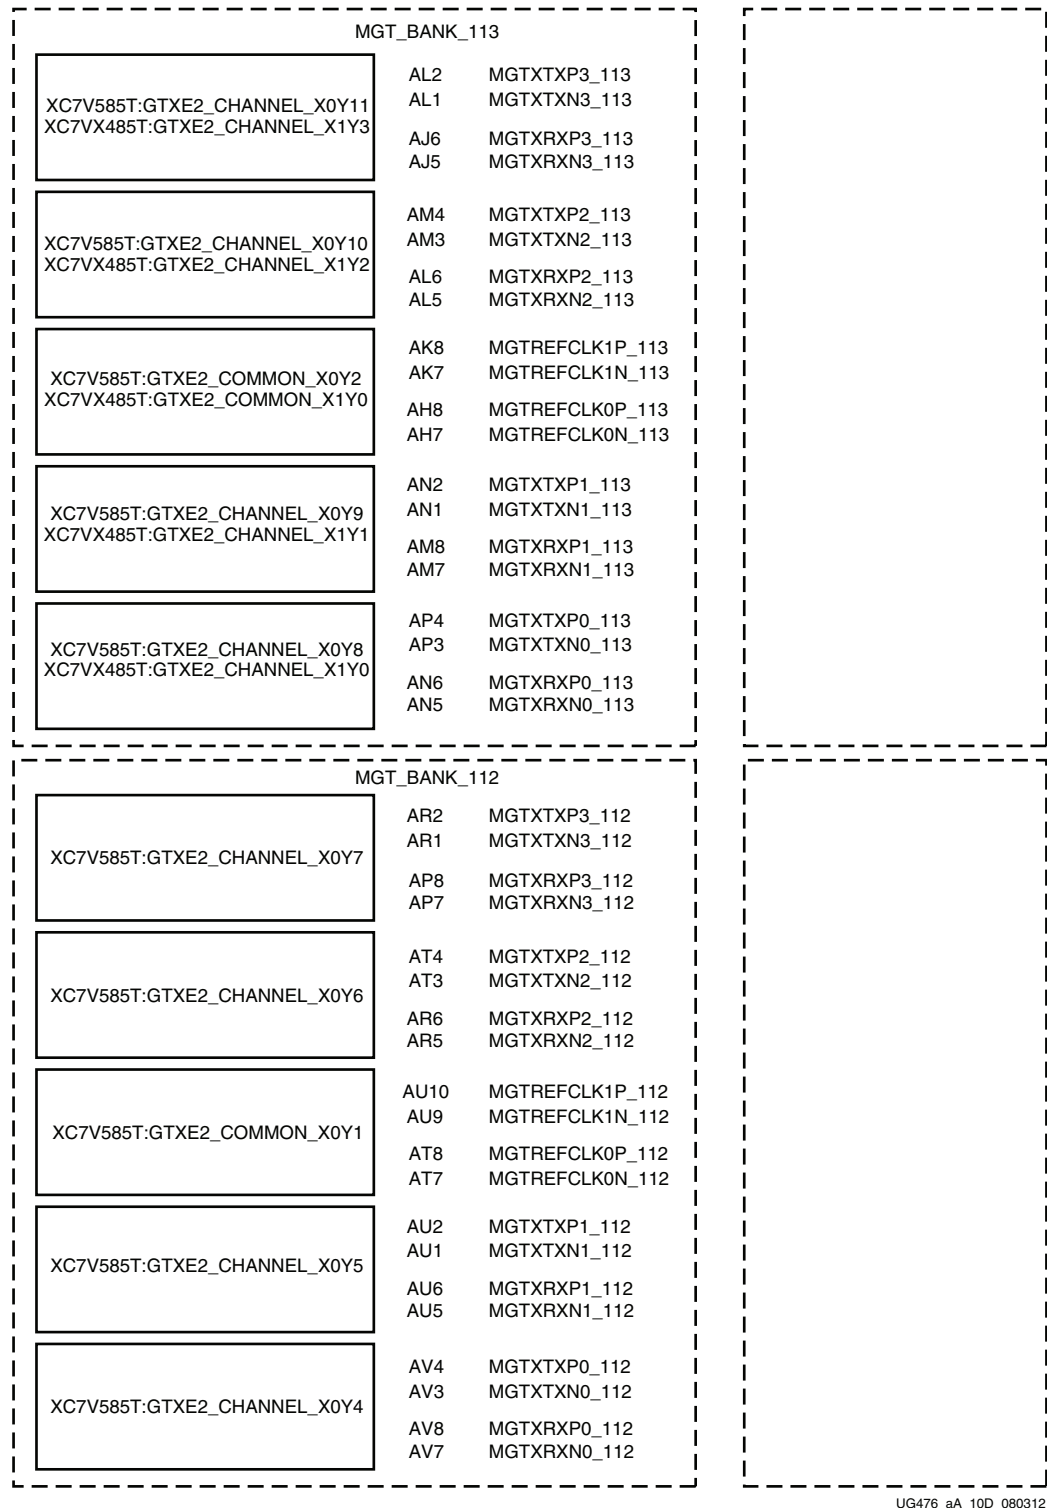 MGT_BANK_113
XC7V585T:GTXE2_CHANNEL_X0Y11
XC7VX485T:GTXE2_CHANNEL_X1Y3
AL2 MGTXTXP3_113
AL1 MGTXTXN3_113
AJ6 MGTXRXP3_113
AJ5 MGTXRXN3_113
XC7V585T:GTXE2_CHANNEL_X0Y10
XC7VX485T:GTXE2_CHANNEL_X1Y2
AM4 MGTXTXP2_113
AM3 MGTXTXN2_113
AL6 MGTXRXP2_113
AL5 MGTXRXN2_113
XC7V585T:GTXE2_COMMON_X0Y2
XC7VX485T:GTXE2_COMMON_X1Y0
AK8 MGTREFCLK1P_113
AK7 MGTREFCLK1N_113
AH8 MGTREFCLK0P_113
AH7 MGTREFCLK0N_113
XC7V585T:GTXE2_CHANNEL_X0Y9
XC7VX485T:GTXE2_CHANNEL_X1Y1
AN2 MGTXTXP1_113
AN1 MGTXTXN1_113
AM8 MGTXRXP1_113
AM7 MGTXRXN1_113
XC7V585T:GTXE2_CHANNEL_X0Y8
XC7VX485T:GTXE2_CHANNEL_X1Y0
AP4 MGTXTXP0_113
AP3 MGTXTXN0_113
AN6 MGTXRXP0_113
AN5 MGTXRXN0_113
MGT_BANK_112
XC7V585T:GTXE2_CHANNEL_X0Y7
AR2 MGTXTXP3_112
AR1 MGTXTXN3_112
AP8 MGTXRXP3_112
AP7 MGTXRXN3_112
XC7V585T:GTXE2_CHANNEL_X0Y6
AT4 MGTXTXP2_112
AT3 MGTXTXN2_112
AR6 MGTXRXP2_112
AR5 MGTXRXN2_112
XC7V585T:GTXE2_COMMON_X0Y1
AU10 MGTREFCLK1P_112
AU9 MGTREFCLK1N_112
AT8 MGTREFCLK0P_112
AT7 MGTREFCLK0N_112
XC7V585T:GTXE2_CHANNEL_X0Y5
AU2 MGTXTXP1_112
AU1 MGTXTXN1_112
AU6 MGTXRXP1_112
AU5 MGTXRXN1_112
XC7V585T:GTXE2_CHANNEL_X0Y4
AV4 MGTXTXP0_112
AV3 MGTXTXN0_112
AV8 MGTXRXP0_112
AV7 MGTXRXN0_112
UG476_aA_10D_080312